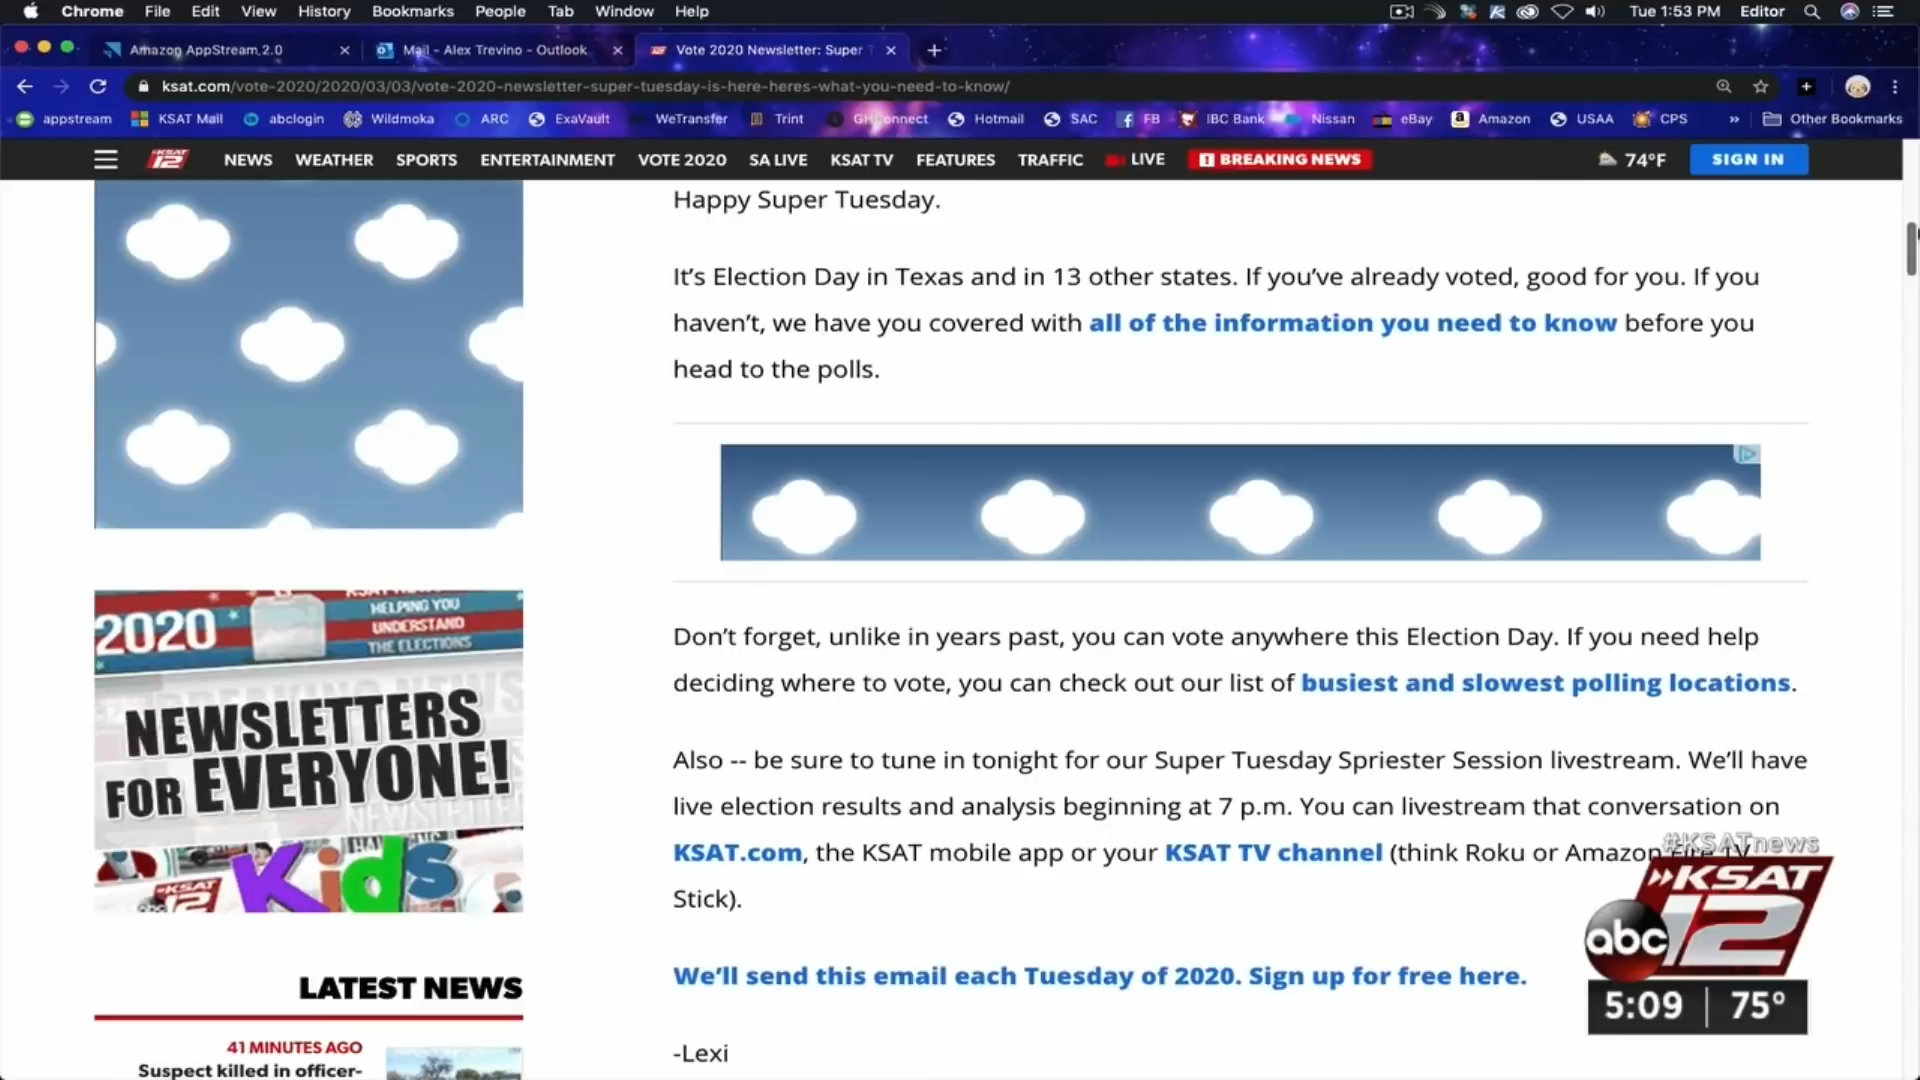 Chrome File Edit View History Bookmarks People Tab Window Help Tue 1:53 PM Editor
Amazon AppStream 2.0 Mail - Alex Trevino - Outlook Vote 2020 Newsletter: Super T
ksat.com/vote-2020/2020/03/03/vote-2020-newsletter-super-tuesday-is-here-heres-what-you-need-to-know/
appstream KSAT Mail abclogin Wildmoka ARC ExaVault WeTransfer Trint GHConnect Hotmail SAC FB IBC Bank Nissan eBay Amazon USAA CPS » Other Bookmarks
KSAT 12 NEWS WEATHER SPORTS ENTERTAINMENT VOTE 2020 SA LIVE KSAT TV FEATURES TRAFFIC LIVE BREAKING NEWS 74°F SIGN IN
Happy Super Tuesday.
It’s Election Day in Texas and in 13 other states. If you’ve already voted, good for you. If you
haven’t, we have you covered with all of the information you need to know before you
head to the polls.
Don’t forget, unlike in years past, you can vote anywhere this Election Day. If you need help
deciding where to vote, you can check out our list of busiest and slowest polling locations.
Also -- be sure to tune in tonight for our Super Tuesday Spriester Session livestream. We’ll have
live election results and analysis beginning at 7 p.m. You can livestream that conversation on
KSAT.com, the KSAT mobile app or your KSAT TV channel (think Roku or Amazon Fire TV
Stick).
We’ll send this email each Tuesday of 2020. Sign up for free here.
-Lexi
2020
HELPING YOU
UNDERSTAND
THE ELECTIONS
NEWSLETTERS
FOR EVERYONE!
Kids
KSAT
abc 12
LATEST NEWS
41 MINUTES AGO
Suspect killed in officer-
#KSATnews
KSAT
abc 12
5:09 75°